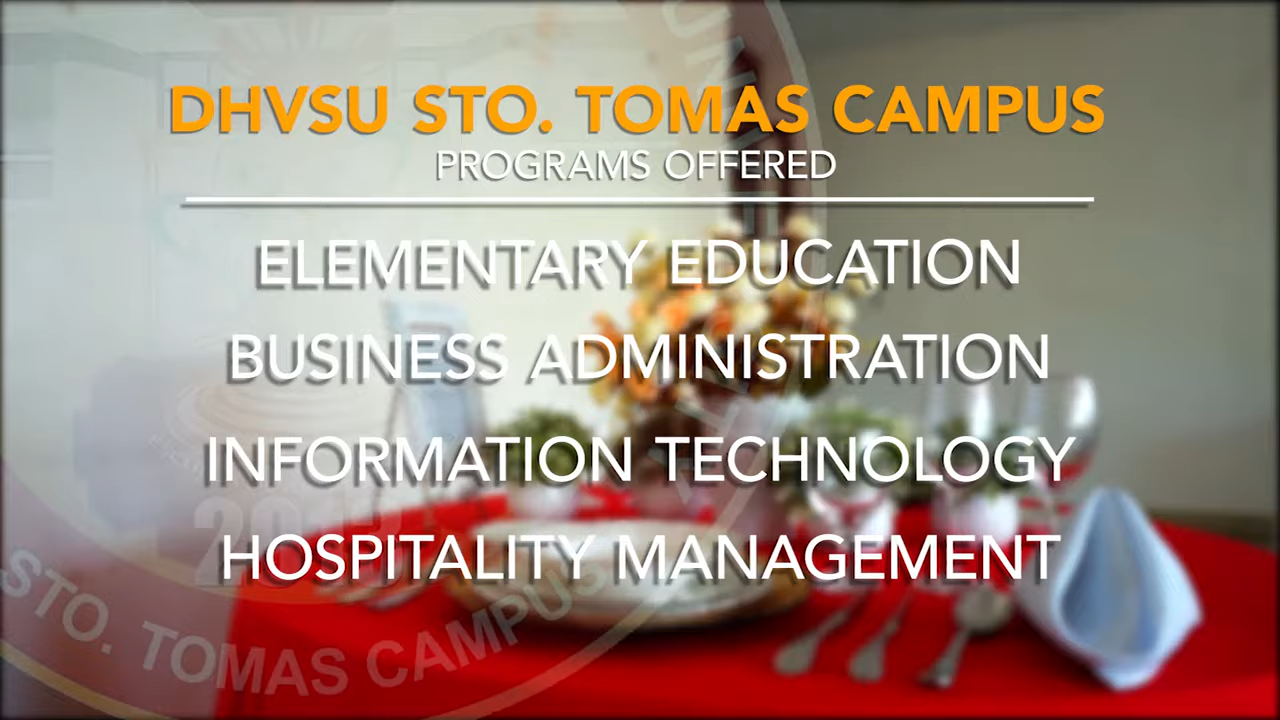 DHVSU STO. TOMAS CAMPUS
PROGRAMS OFFERED
ELEMENTARY EDUCATION
BUSINESS ADMINISTRATION
INFORMATION TECHNOLOGY
HOSPITALITY MANAGEMENT
STO. TOMAS CAMPUS